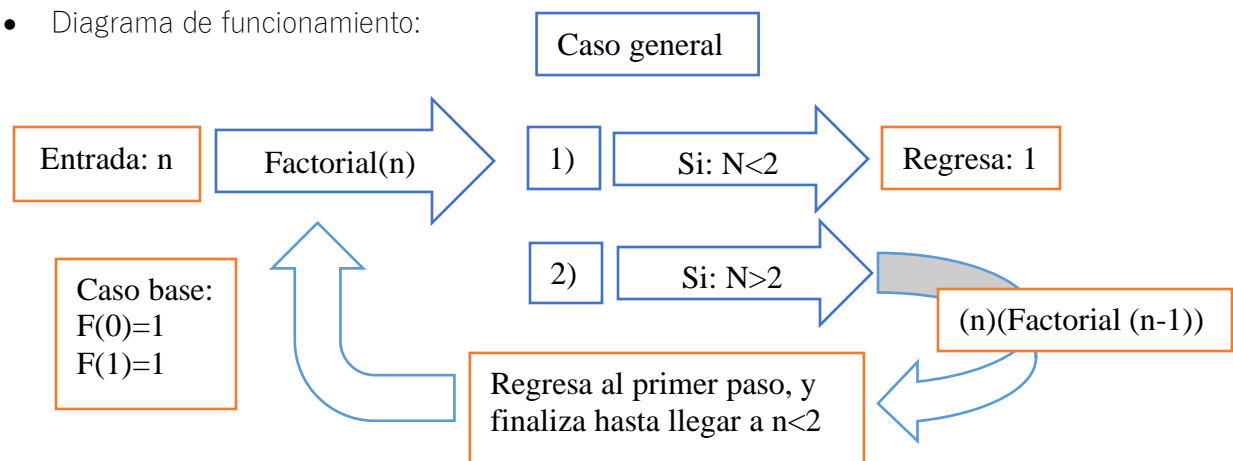 • Diagrama de funcionamiento:
Caso general
Entrada: n
Factorial(n)
1)
Si: N<2
Regresa: 1
2)
Si: N>2
(n)(Factorial (n-1))
Caso base:
F(0)=1
F(1)=1
Regresa al primer paso, y
finaliza hasta llegar a n<2